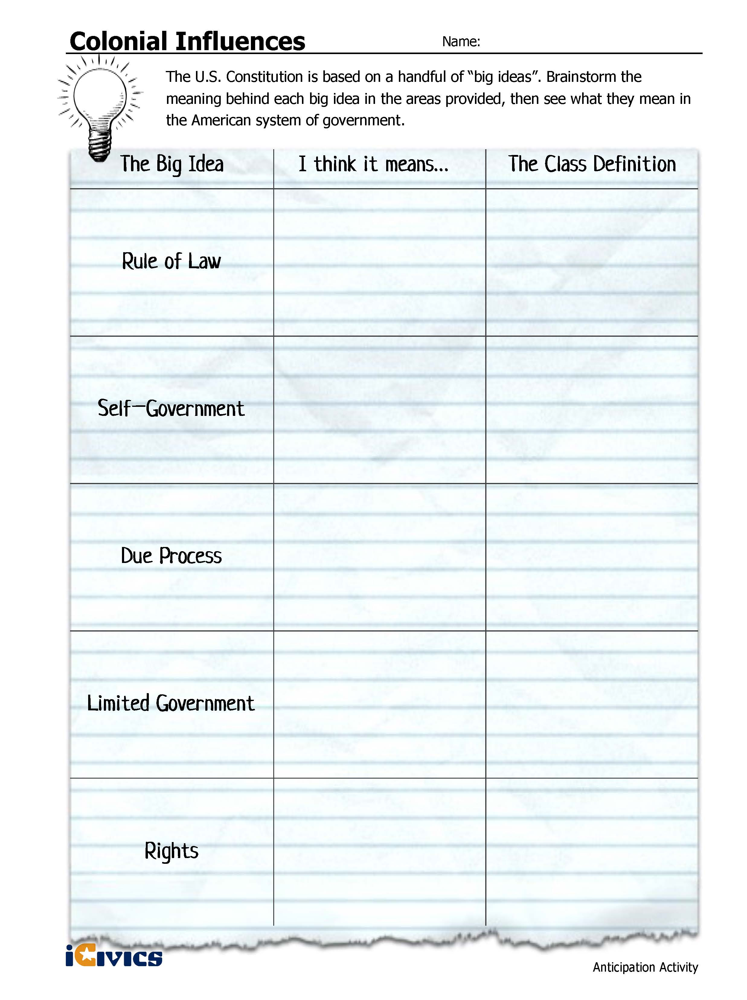 Colonial Influences
Name:
The U.S. Constitution is based on a handful of “big ideas”. Brainstorm the
meaning behind each big idea in the areas provided, then see what they mean in
the American system of government.
The Big Idea
I think it means...
The Class Definition
Rule of Law
Self-Government
Due Process
Limited Government
Rights
iCivics
Anticipation Activity